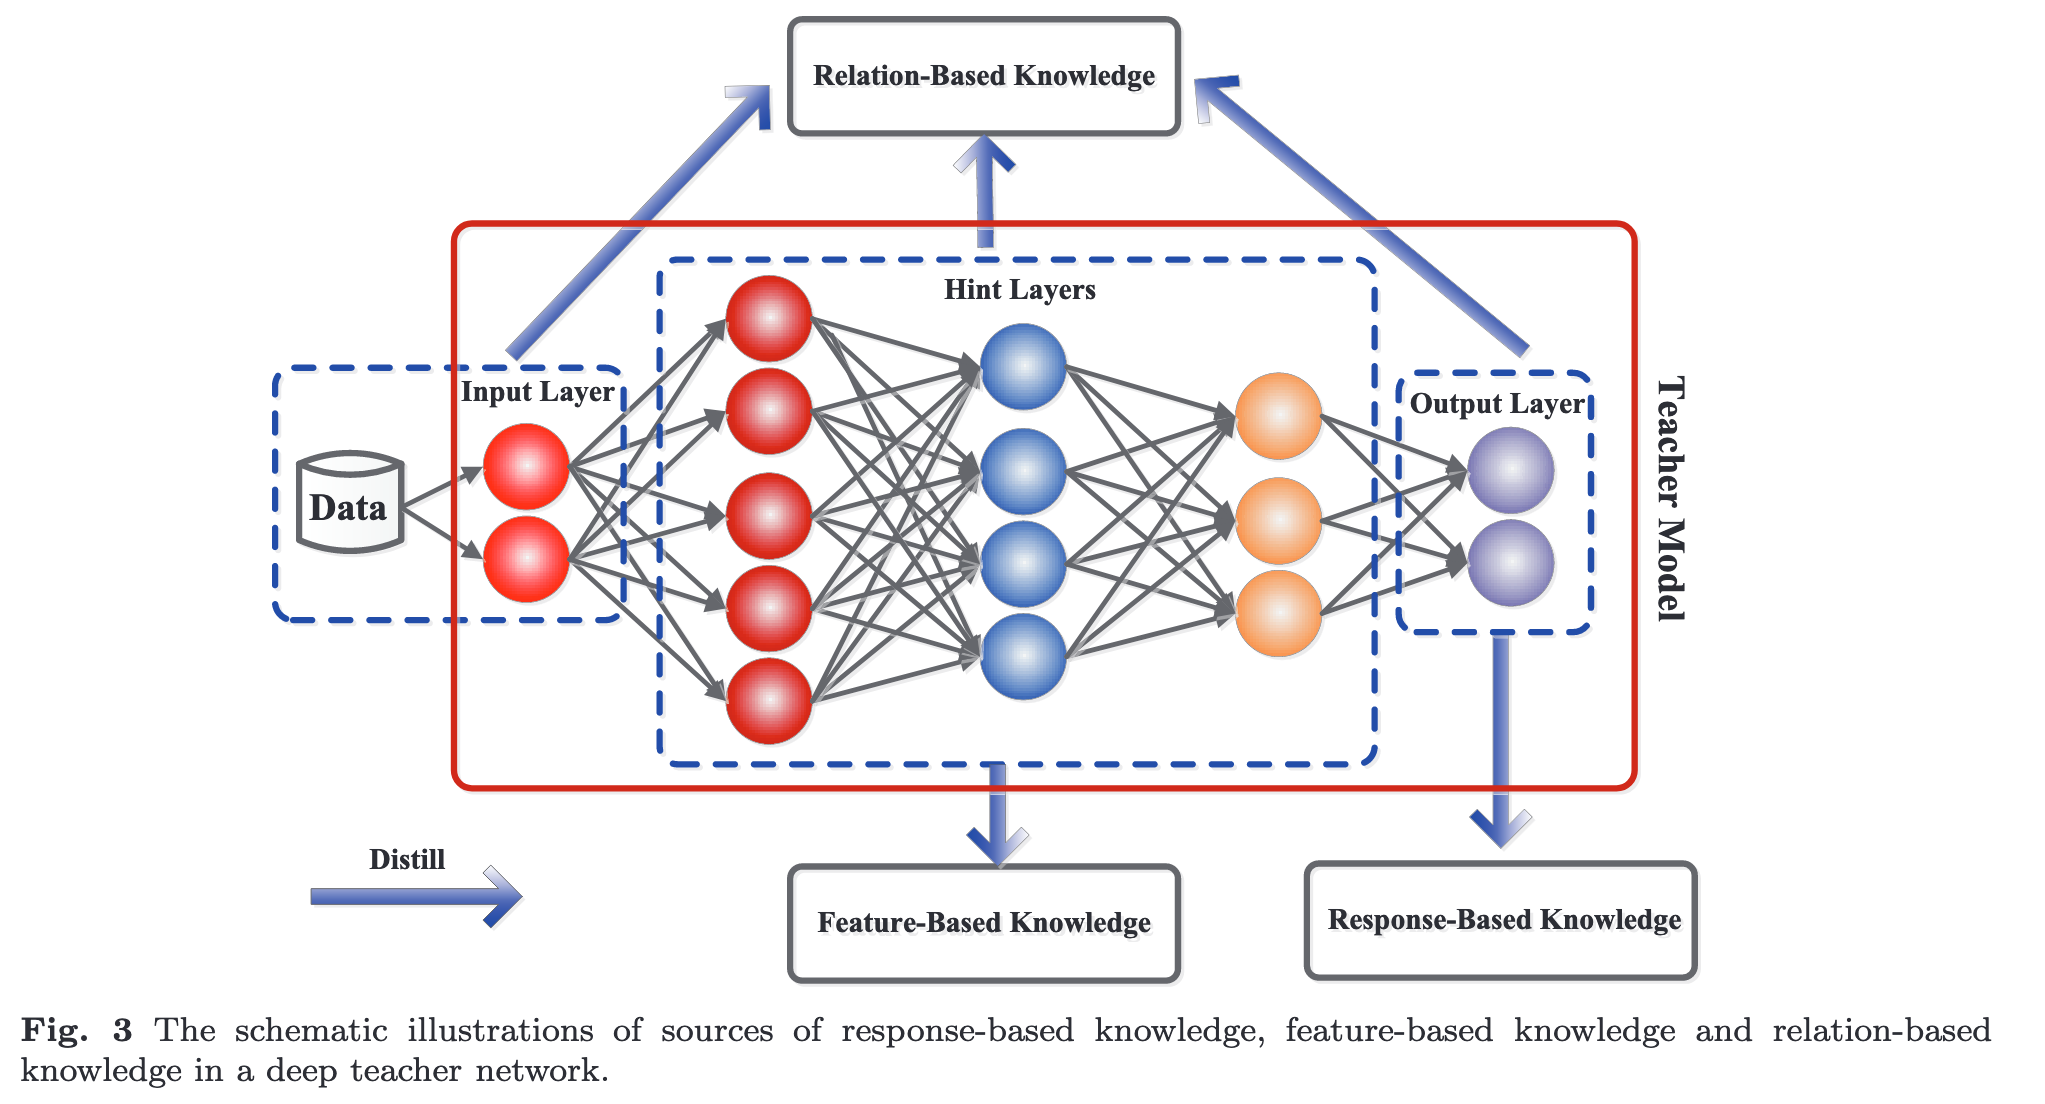 Relation-Based Knowledge
Hint Layers
Input Layer
Output Layer
Data
Teacher Model
Distill
Feature-Based Knowledge
Response-Based Knowledge
Fig. 3 The schematic illustrations of sources of response-based knowledge, feature-based knowledge and relation-based
knowledge in a deep teacher network.